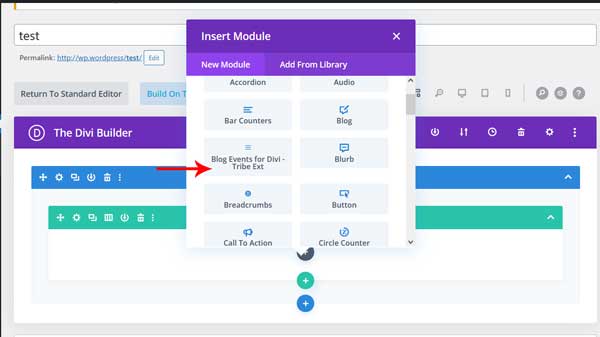 test
Permalink: http://wp.wordpress/test/ Edit
Return To Standard Editor
Build On T
The Divi Builder
Insert Module
New Module
Add From Library
Accordion
Audio
Bar Counters
Blog
Blog Events for Divi -
Tribe Ext
Blurb
Breadcrumbs
Button
Call To Action
Circle Counter